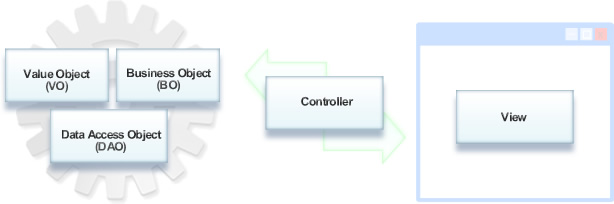 Value Object
(VO)
Business Object
(BO)
Data Access Object
(DAO)
Controller
View